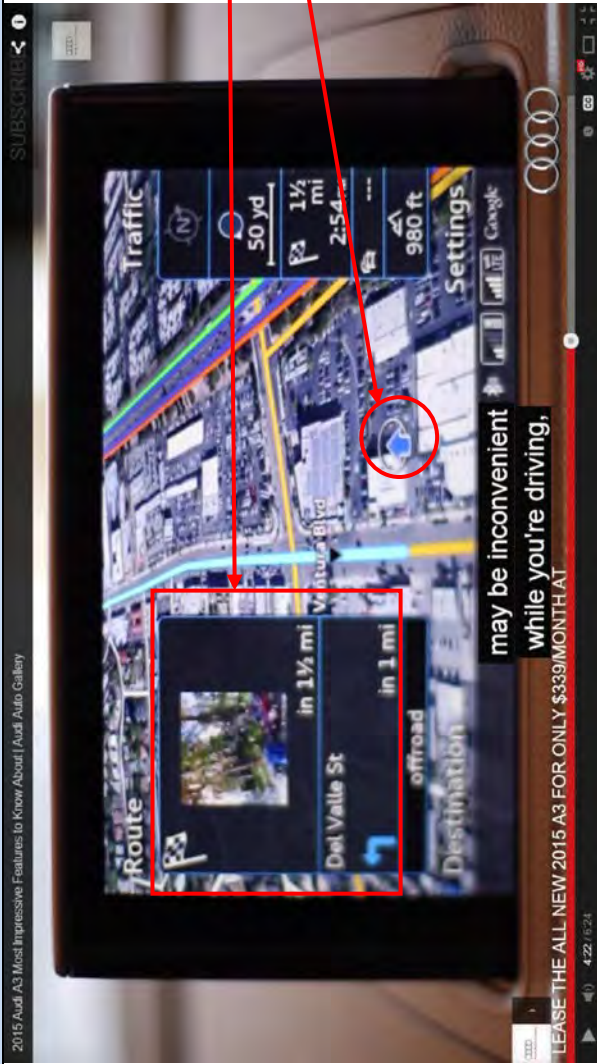 2015 Audi A3 Most Impressive Features to Know About | Audi Auto Gallery
SUBSCRIBE
Route
Traffic
in 1½ mi
Del Valle St
in 1 mi
offroad
Ventura Blvd
N
50 yd
1½
mi
---
980 ft
Destination
Settings
LTE
Google
may be inconvenient
while you're driving,
LEASE THE ALL NEW 2015 A3 FOR ONLY $339/MONTH AT
4:22 / 6:24
CC
HD